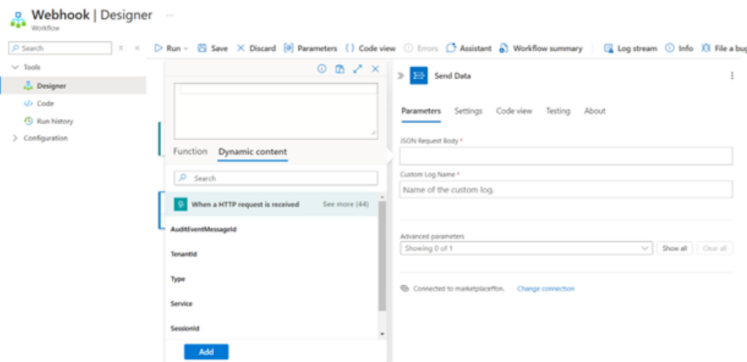 Webhook | Designer ...
Workflow
Search
Run
Save
Discard
Parameters
Code view
Errors
Assistant
Workflow summary
Log stream
Info
File a bug
Tools
Designer
Code
Run history
Configuration
Function
Dynamic content
Search
When a HTTP request is received
See more (44)
AuditEventMessageId
TenantId
Type
Service
SessionId
Add
Send Data
Parameters
Settings
Code view
Testing
About
JSON Request Body *
Custom Log Name *
Name of the custom log.
Advanced parameters
Showing 0 of 1
Show all
Clear all
Connected to marketplaceffon.
Change connection